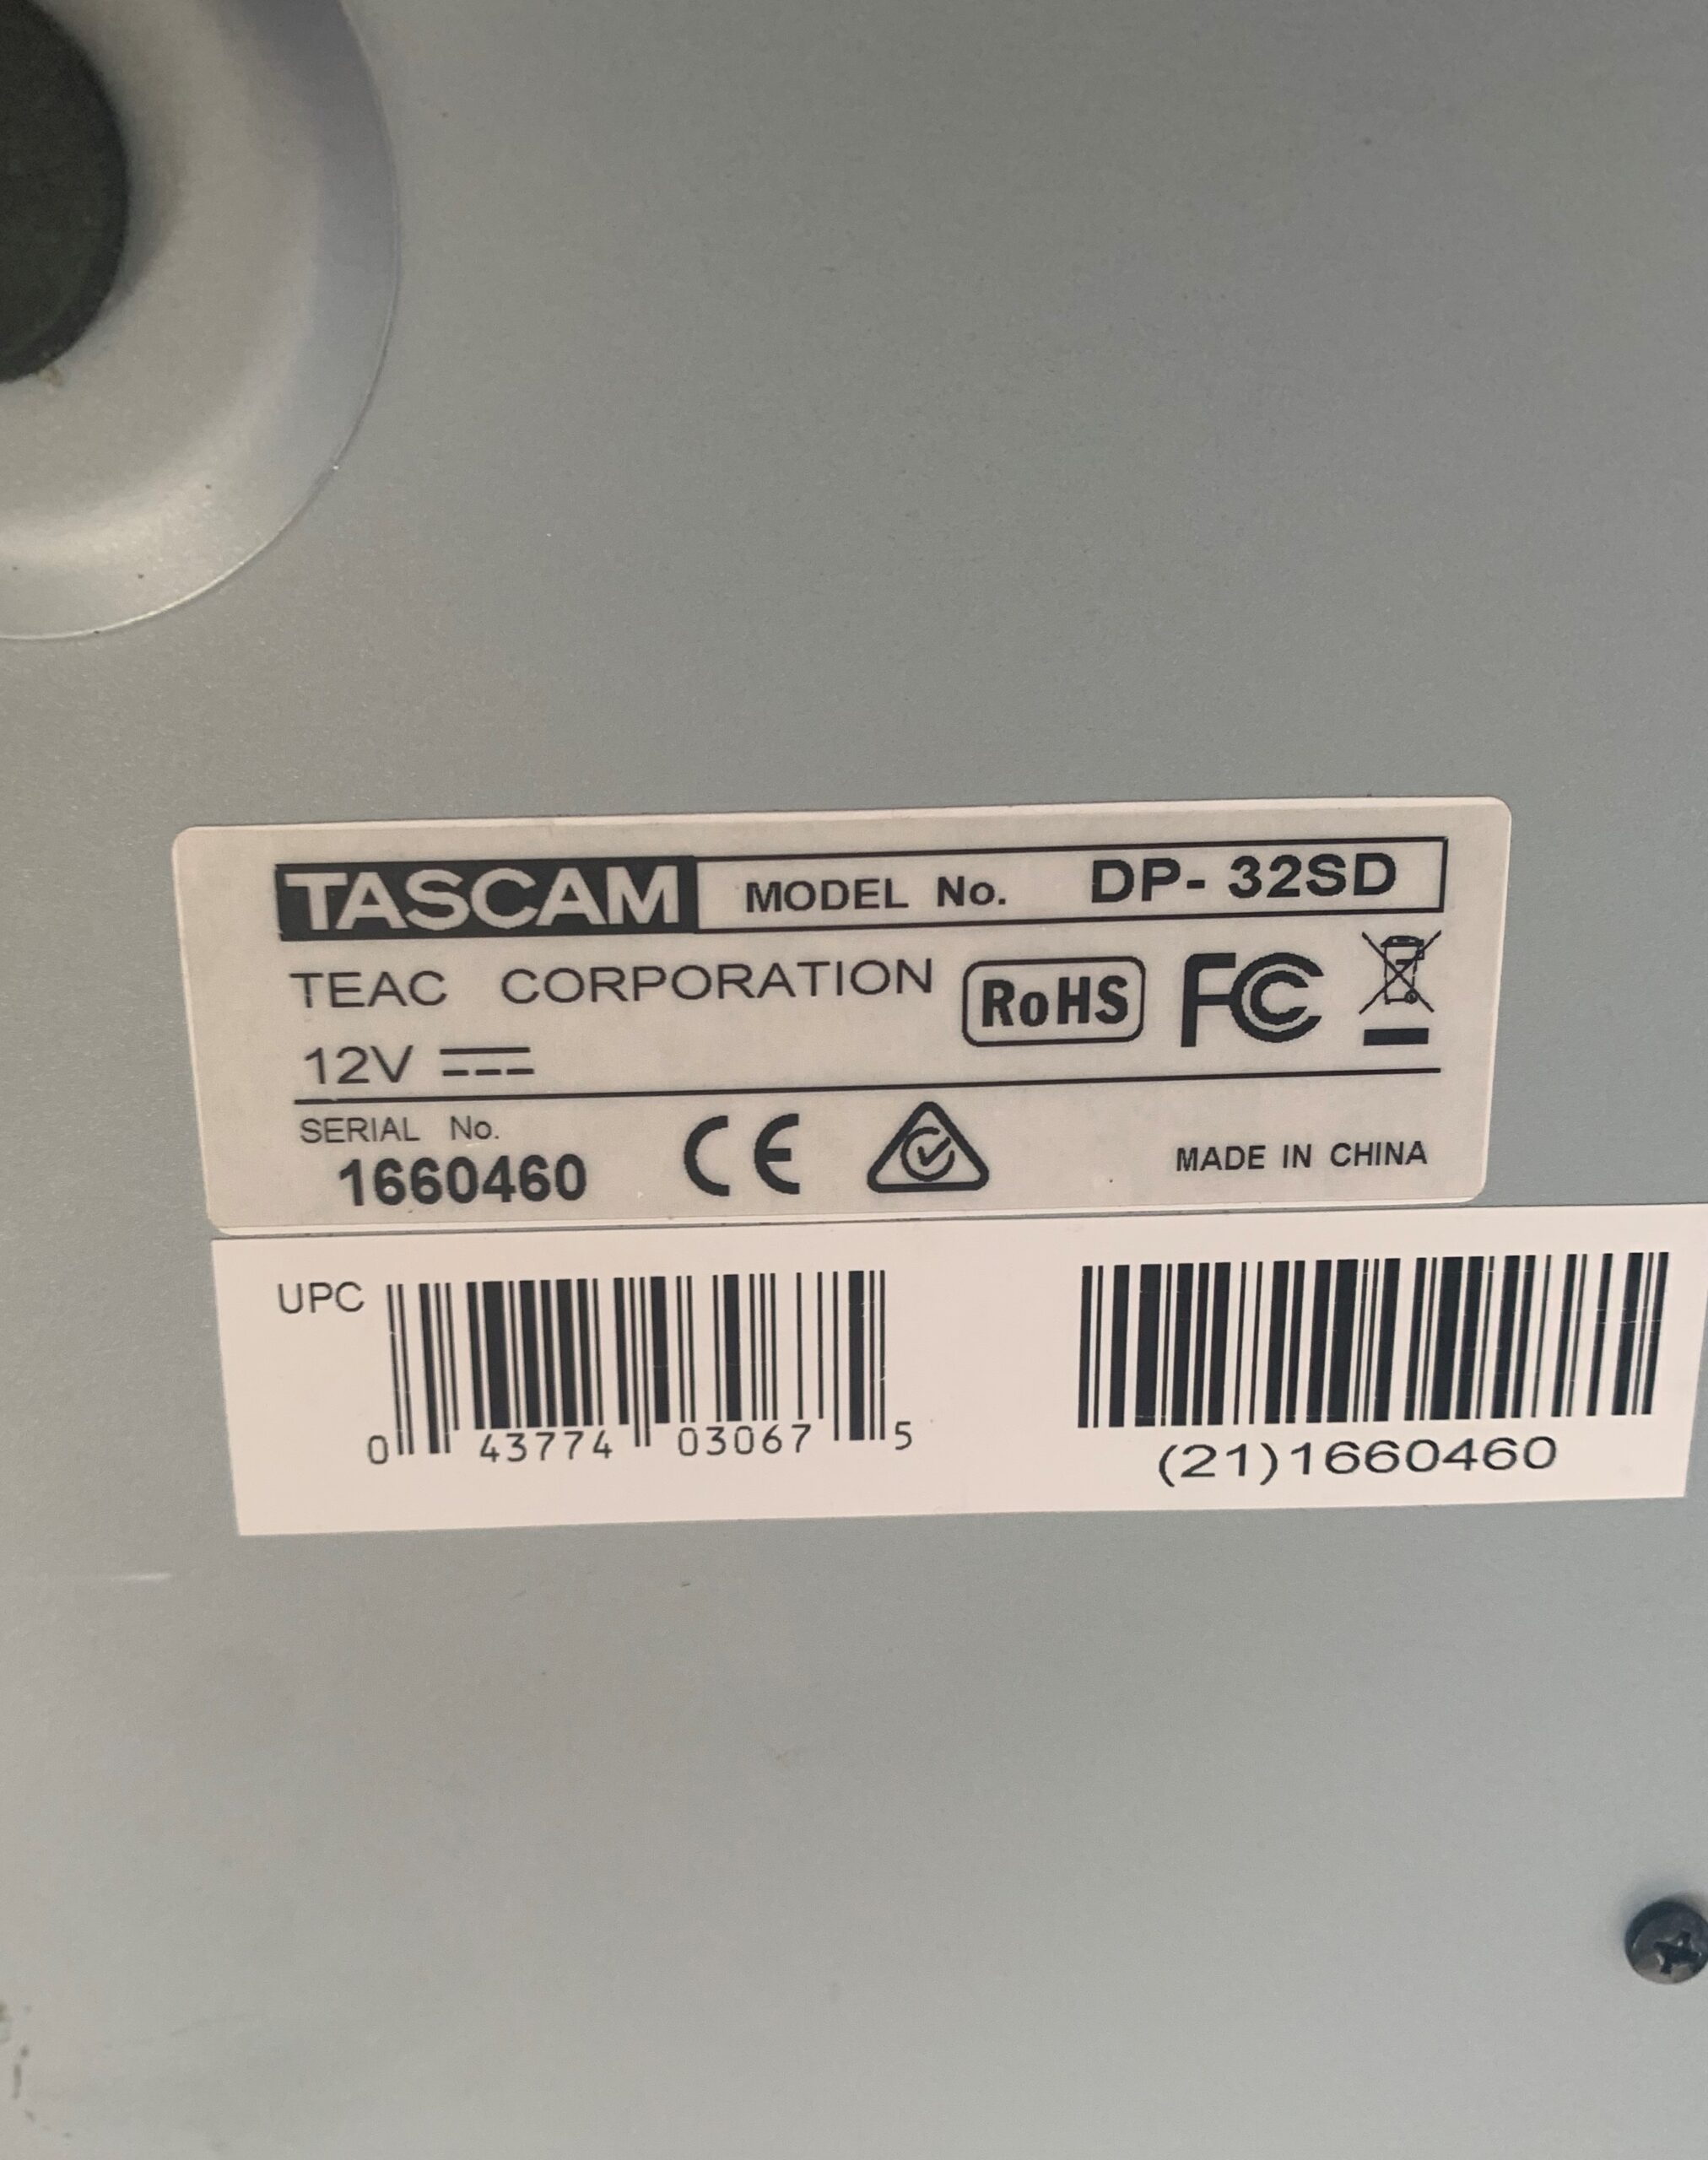 TASCAM MODEL No. DP- 32SD
TEAC CORPORATION RoHS FC
12V
SERIAL No.
1660460 CE MADE IN CHINA
UPC
0 43774 03067 5
(21)1660460